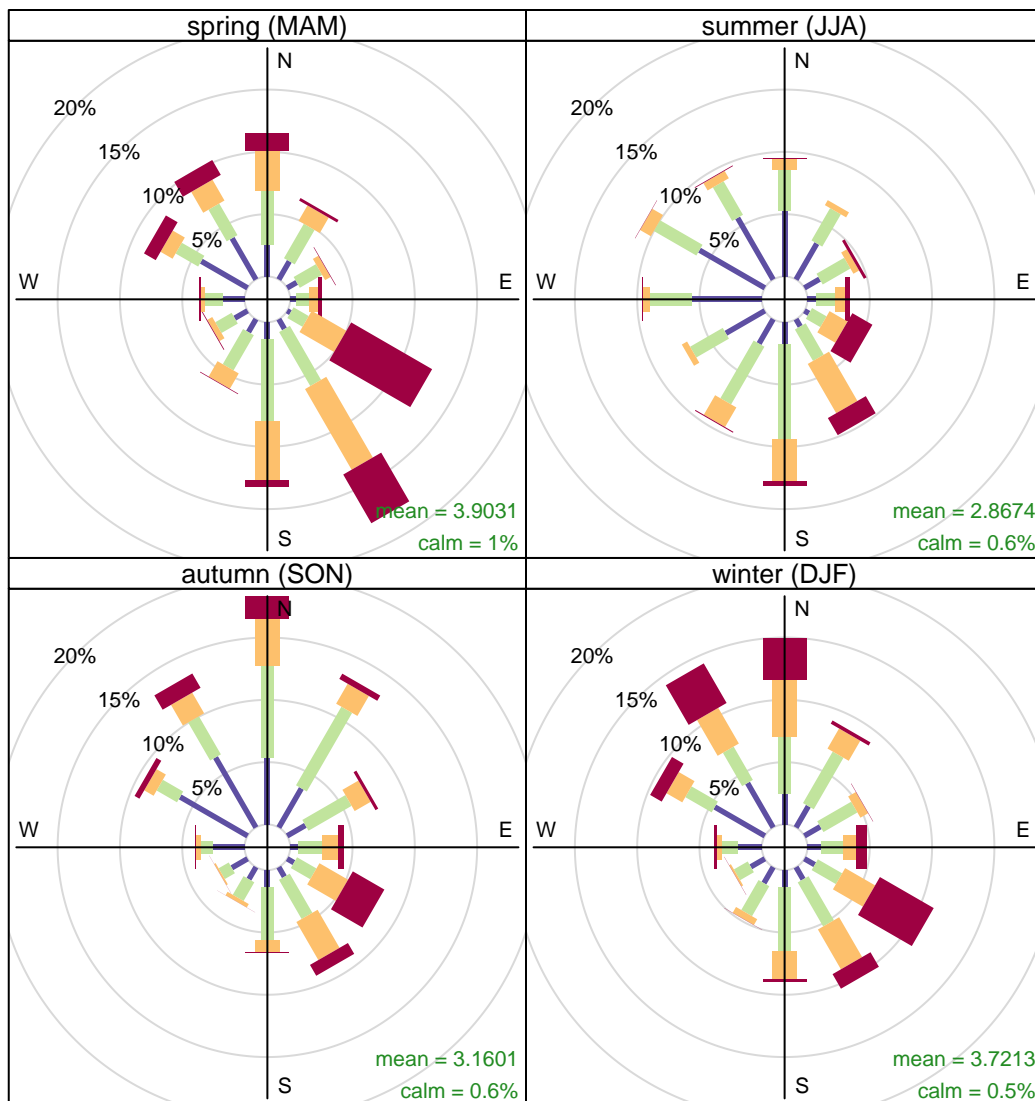 spring (MAM)
N
20%
15%
10%
5%
W
E
S
mean = 3.9031
calm = 1%
summer (JJA)
N
20%
15%
10%
5%
W
E
S
mean = 2.8674
calm = 0.6%
autumn (SON)
N
20%
15%
10%
5%
W
E
S
mean = 3.1601
calm = 0.6%
winter (DJF)
N
20%
15%
10%
5%
W
E
S
mean = 3.7213
calm = 0.5%